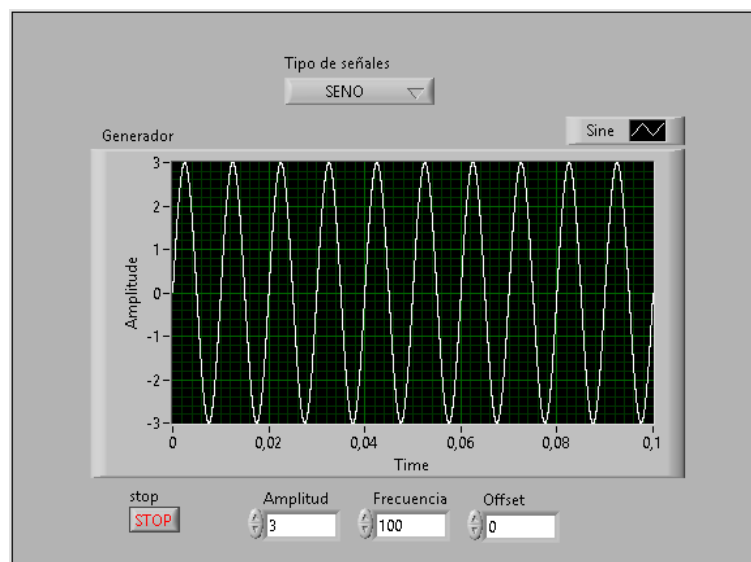 Tipo de señales
SENO
Sine
Generador
Amplitude
3
2
1
0
-1
-2
-3
0
0,02
0,04
0,06
0,08
0,1
Time
stop
STOP
Amplitud
3
Frecuencia
100
Offset
0